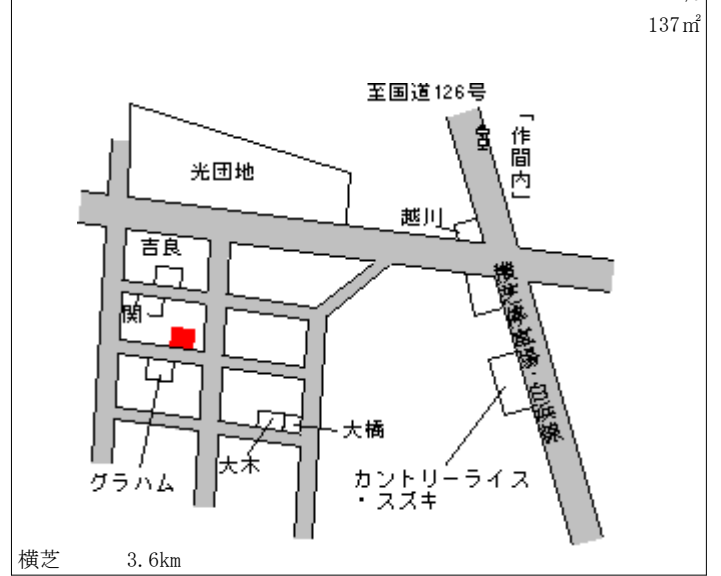 137㎡
至国道126号
「作間内」
光団地
越川
吉良
関
大橋
大木
グラハム
カントリーライス
・スズキ
横芝 3.6km